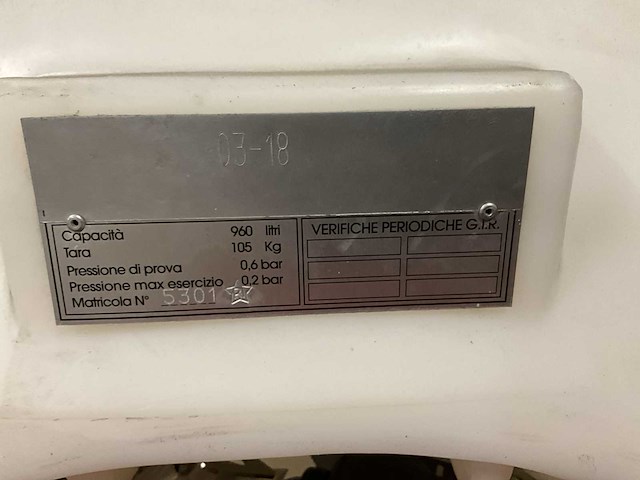 03-18
Capacità 960 litri
Tara 105 Kg
Pressione di prova 0,6 bar
Pressione max esercizio 0,2 bar
Matricola N° 5301
VERIFICHE PERIODICHE G.I.R.